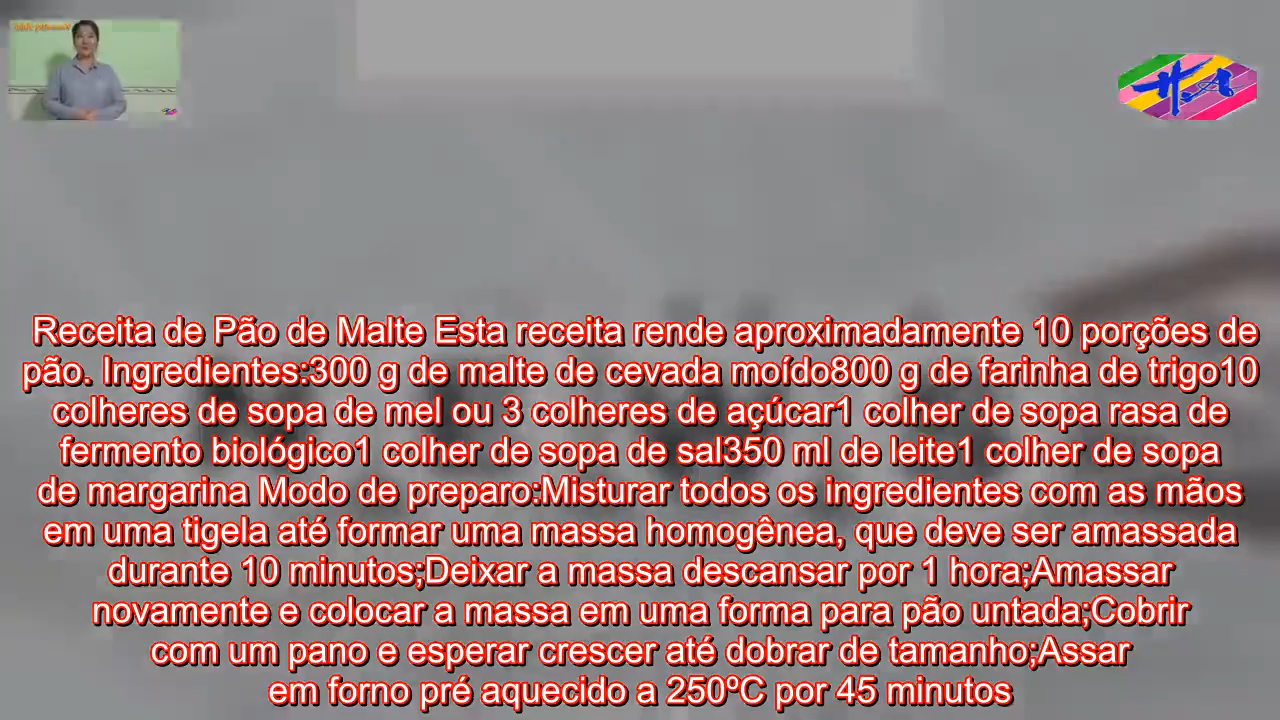 Receita de Pão de Malte Esta receita rende aproximadamente 10 porções de
pão. Ingredientes:300 g de malte de cevada moído800 g de farinha de trigo10
colheres de sopa de mel ou 3 colheres de açúcar1 colher de sopa rasa de
fermento biológico1 colher de sopa de sal350 ml de leite1 colher de sopa
de margarina Modo de preparo:Misturar todos os ingredientes com as mãos
em uma tigela até formar uma massa homogênea, que deve ser amassada
durante 10 minutos;Deixar a massa descansar por 1 hora;Amassar
novamente e colocar a massa em uma forma para pão untada;Cobrir
com um pano e esperar crescer até dobrar de tamanho;Assar
em forno pré aquecido a 250ºC por 45 minutos